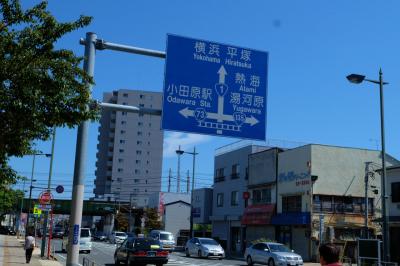 横浜 平塚
Yokohama Hiratsuka
熱海
Atami
小田原駅
Odawara Sta.
湯河原
Yugawara
1
73
135